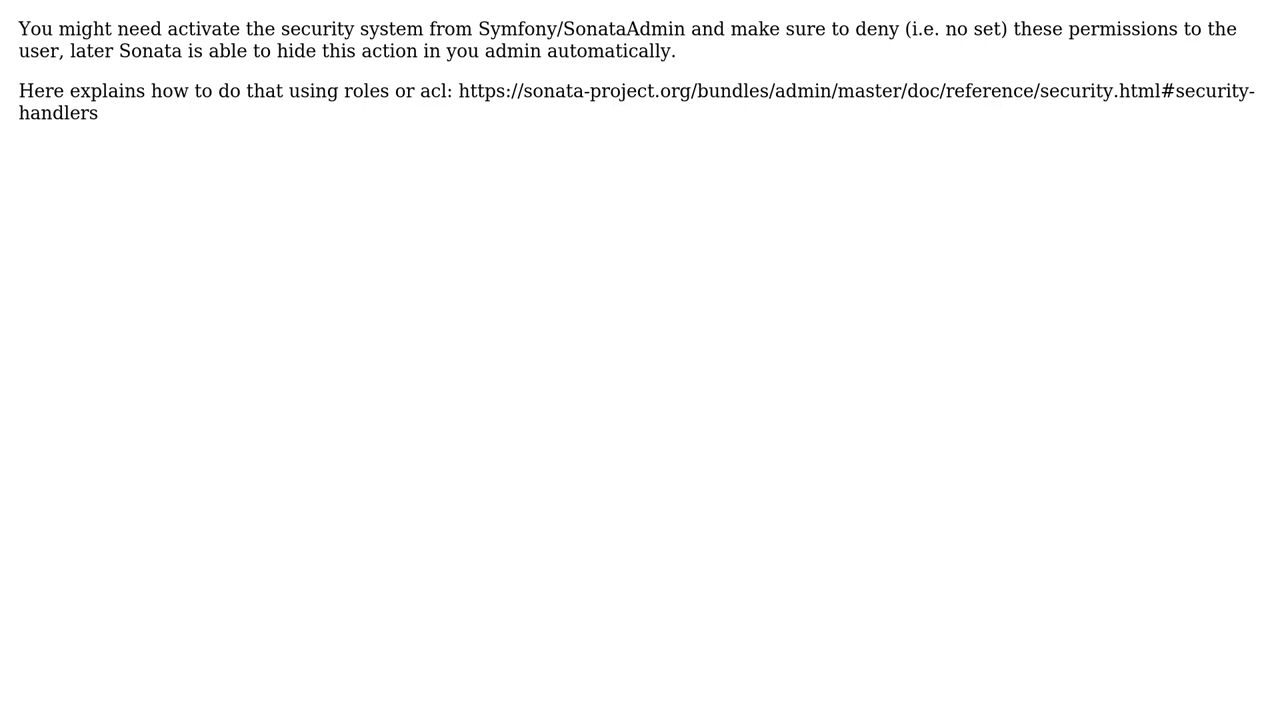 You might need activate the security system from Symfony/SonataAdmin and make sure to deny (i.e. no set) these permissions to the
user, later Sonata is able to hide this action in you admin automatically.
Here explains how to do that using roles or acl: https://sonata-project.org/bundles/admin/master/doc/reference/security.html#security-
handlers